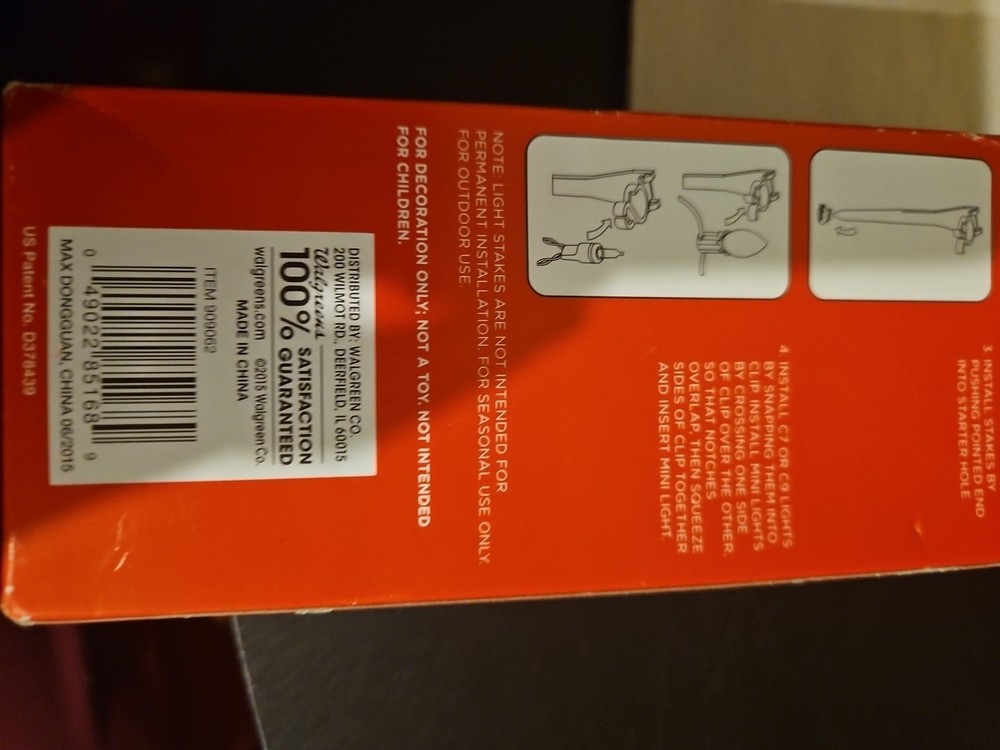 3. INSTALL STAKES BY
PUSHING POINTED END
INTO STARTER HOLE.
4. INSTALL C7 OR C9 LIGHTS
BY SNAPPING THEM INTO
CLIP. INSTALL MINI LIGHTS
BY CROSSING ONE SIDE
OF CLIP OVER THE OTHER.
SO THAT NOTCHES
OVERLAP, THEN SQUEEZE
SIDES OF CLIP TOGETHER
AND INSERT MINI LIGHT.
NOTE: LIGHT STAKES ARE NOT INTENDED FOR
PERMANENT INSTALLATION. FOR SEASONAL USE ONLY.
FOR OUTDOOR USE.
FOR DECORATION ONLY; NOT A TOY. NOT INTENDED
FOR CHILDREN.
DISTRIBUTED BY: WALGREEN CO.
200 WILMOT RD., DEERFIELD, IL 60015
Walgreens
100% SATISFACTION
GUARANTEED
walgreens.com ©2015 Walgreen Co.
MADE IN CHINA
ITEM 909062
0 49022 85168 9
MAX DONGGUAN, CHINA 06/2015
US Patent No. D378439